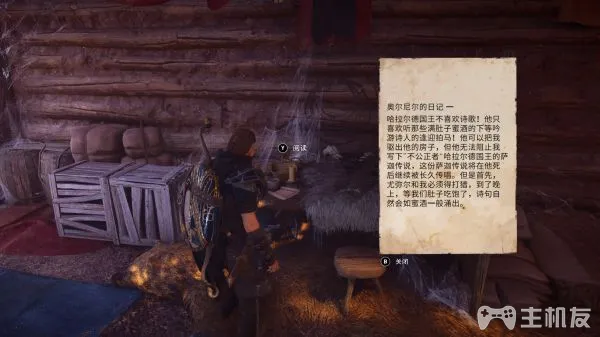 奥尔尼尔的日记 一
哈拉尔德国王不喜欢诗歌！他只
喜欢听那些满肚子蜜酒的下等吟
游诗人的逢迎拍马！他可以把我
驱出他的房子，但他无法阻止我
写下“不公正者”哈拉尔德国王的萨
迦传说，这份萨迦传说将在他死
后继续被长久传唱。但是首先，
尤弥尔和我必须得打猎，到了晚
上，等我们肚子吃饱了，诗句自
然会如蜜酒一般涌出。
Y 阅读
B 关闭
主机友